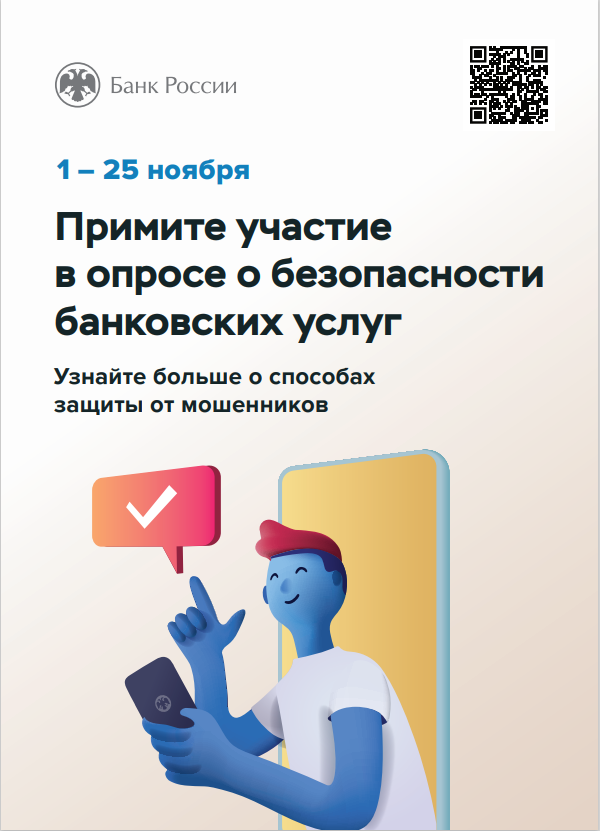 Банк России
1 – 25 ноября
Примите участие
в опросе о безопасности
банковских услуг
Узнайте больше о способах
защиты от мошенников